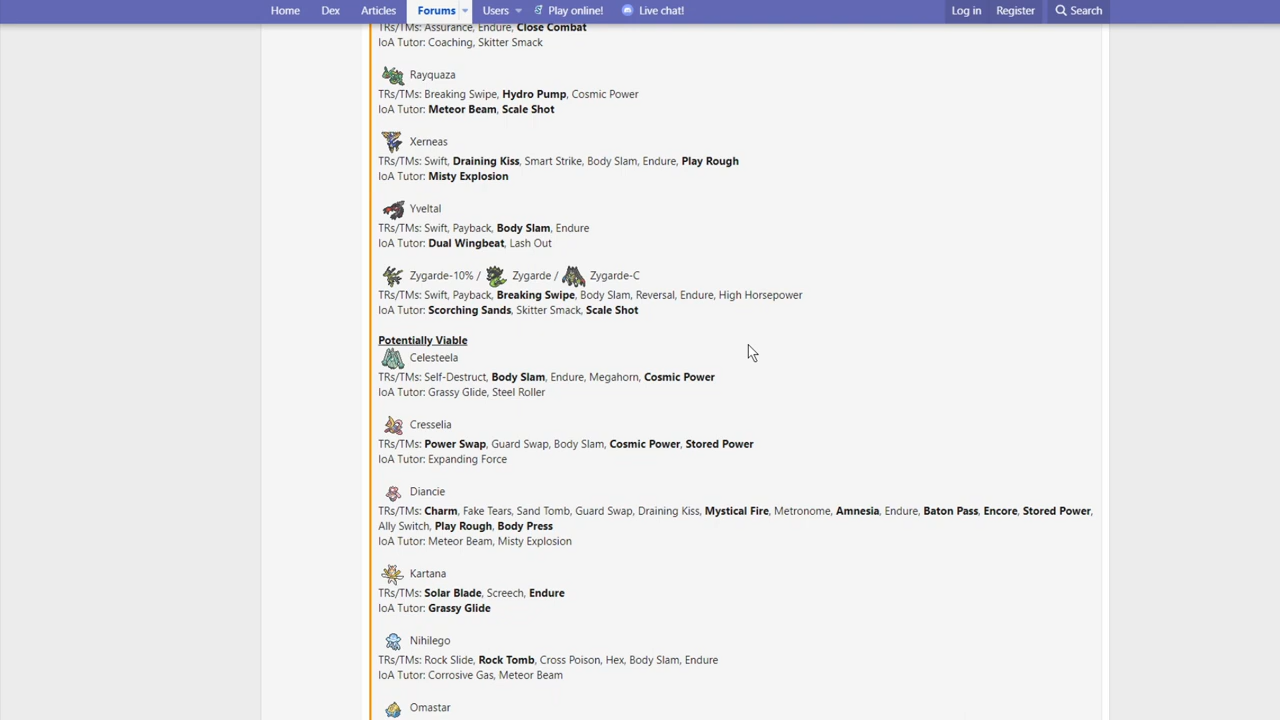 Home Dex Articles Forums Users Play online! Live chat! Log in Register Search
TRs/TMs: Assurance, Endure, Close Combat
IoA Tutor: Coaching, Skitter Smack
Rayquaza
TRs/TMs: Breaking Swipe, Hydro Pump, Cosmic Power
IoA Tutor: Meteor Beam, Scale Shot
Xerneas
TRs/TMs: Swift, Draining Kiss, Smart Strike, Body Slam, Endure, Play Rough
IoA Tutor: Misty Explosion
Yveltal
TRs/TMs: Swift, Payback, Body Slam, Endure
IoA Tutor: Dual Wingbeat, Lash Out
Zygarde-10% / Zygarde / Zygarde-C
TRs/TMs: Swift, Payback, Breaking Swipe, Body Slam, Reversal, Endure, High Horsepower
IoA Tutor: Scorching Sands, Skitter Smack, Scale Shot
Potentially Viable
Celesteela
TRs/TMs: Self-Destruct, Body Slam, Endure, Megahorn, Cosmic Power
IoA Tutor: Grassy Glide, Steel Roller
Cresselia
TRs/TMs: Power Swap, Guard Swap, Body Slam, Cosmic Power, Stored Power
IoA Tutor: Expanding Force
Diancie
TRs/TMs: Charm, Fake Tears, Sand Tomb, Guard Swap, Draining Kiss, Mystical Fire, Metronome, Amnesia, Endure, Baton Pass, Encore, Stored Power,
Ally Switch, Play Rough, Body Press
IoA Tutor: Meteor Beam, Misty Explosion
Kartana
TRs/TMs: Solar Blade, Screech, Endure
IoA Tutor: Grassy Glide
Nihilego
TRs/TMs: Rock Slide, Rock Tomb, Cross Poison, Hex, Body Slam, Endure
IoA Tutor: Corrosive Gas, Meteor Beam
Omastar